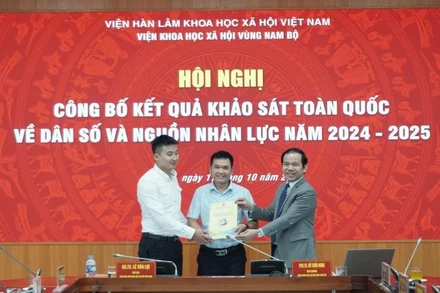 VIỆN HÀN LÂM KHOA HỌC XÃ HỘI VIỆT NAM
VIỆN KHOA HỌC XÃ HỘI VÙNG NAM BỘ
HỘI NGHỊ
CÔNG BỐ KẾT QUẢ KHẢO SÁT TOÀN QUỐC
VỀ DÂN SỐ VÀ NGUỒN NHÂN LỰC NĂM 2024 - 2025
ngày 1 10 năm 2